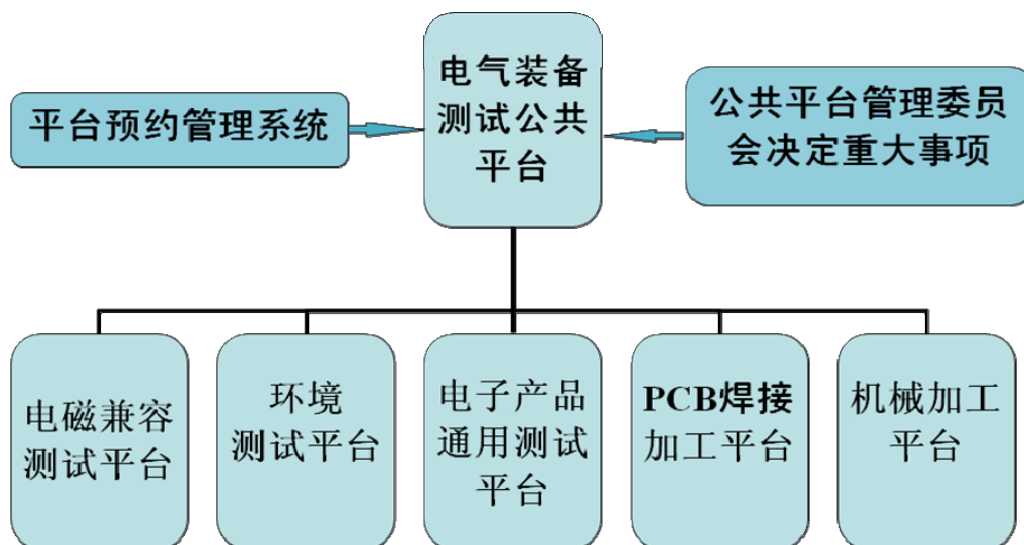 电气装备
测试公共
平台
平台预约管理系统
公共平台管理委员
会决定重大事项
电磁兼容
测试平台
环境
测试平台
电子产品
通用测试
平台
PCB焊接
加工平台
机械加工
平台